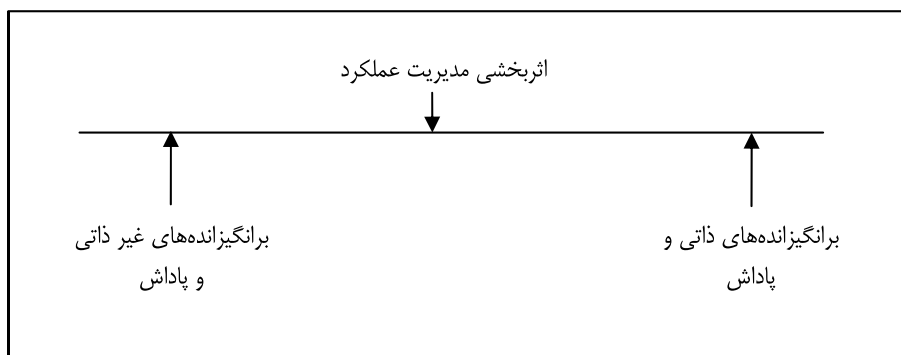 اثربخشی مدیریت عملکرد
برانگیزاننده‌های ذاتی و
پاداش
برانگیزاننده‌های غیر ذاتی
و پاداش